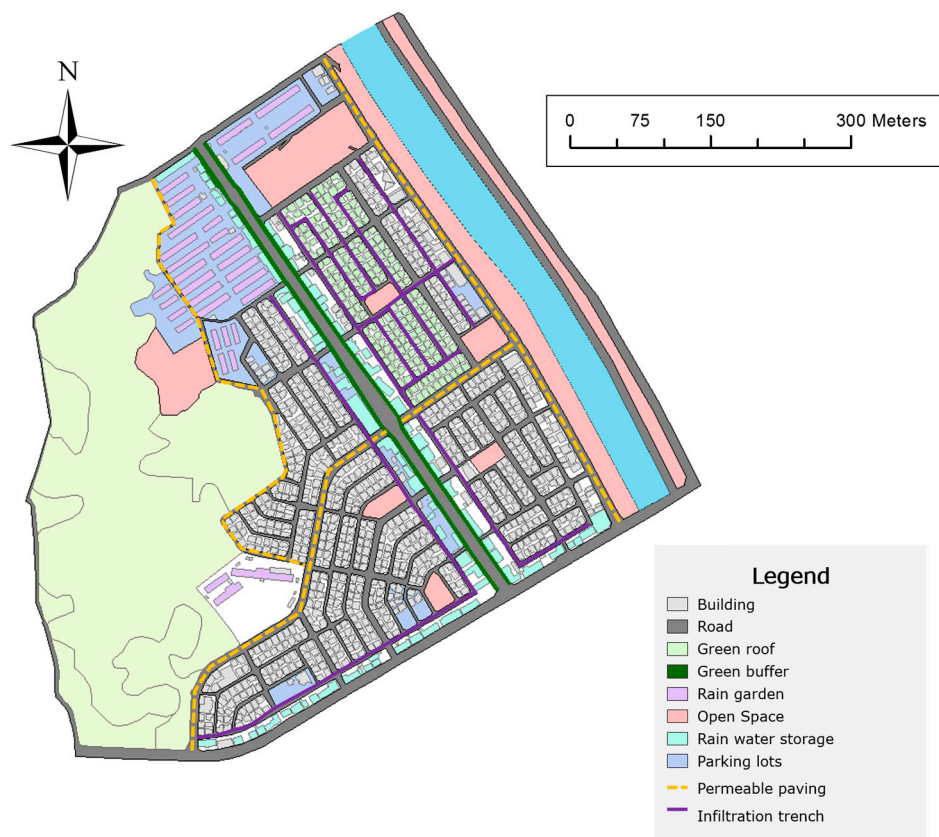 N
0 75 150 300 Meters
Legend
Building
Road
Green roof
Green buffer
Rain garden
Open Space
Rain water storage
Parking lots
Permeable paving
Infiltration trench